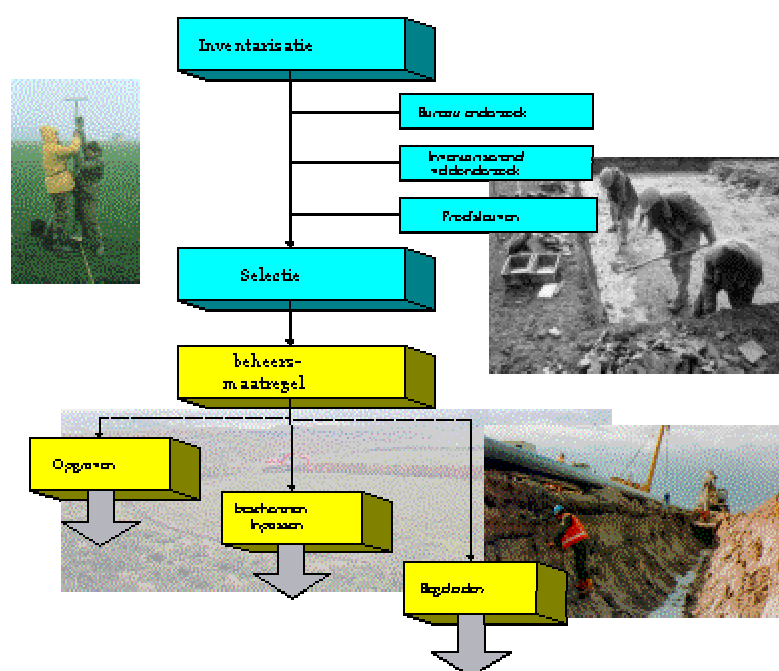 Inventarisatie
Bureau onderzoek
Inventariserend
veldonderzoek
Proefsleuven
Selectie
beheers-
maatregel
Opgraven
beschermen
Inpassen
Begeleiden